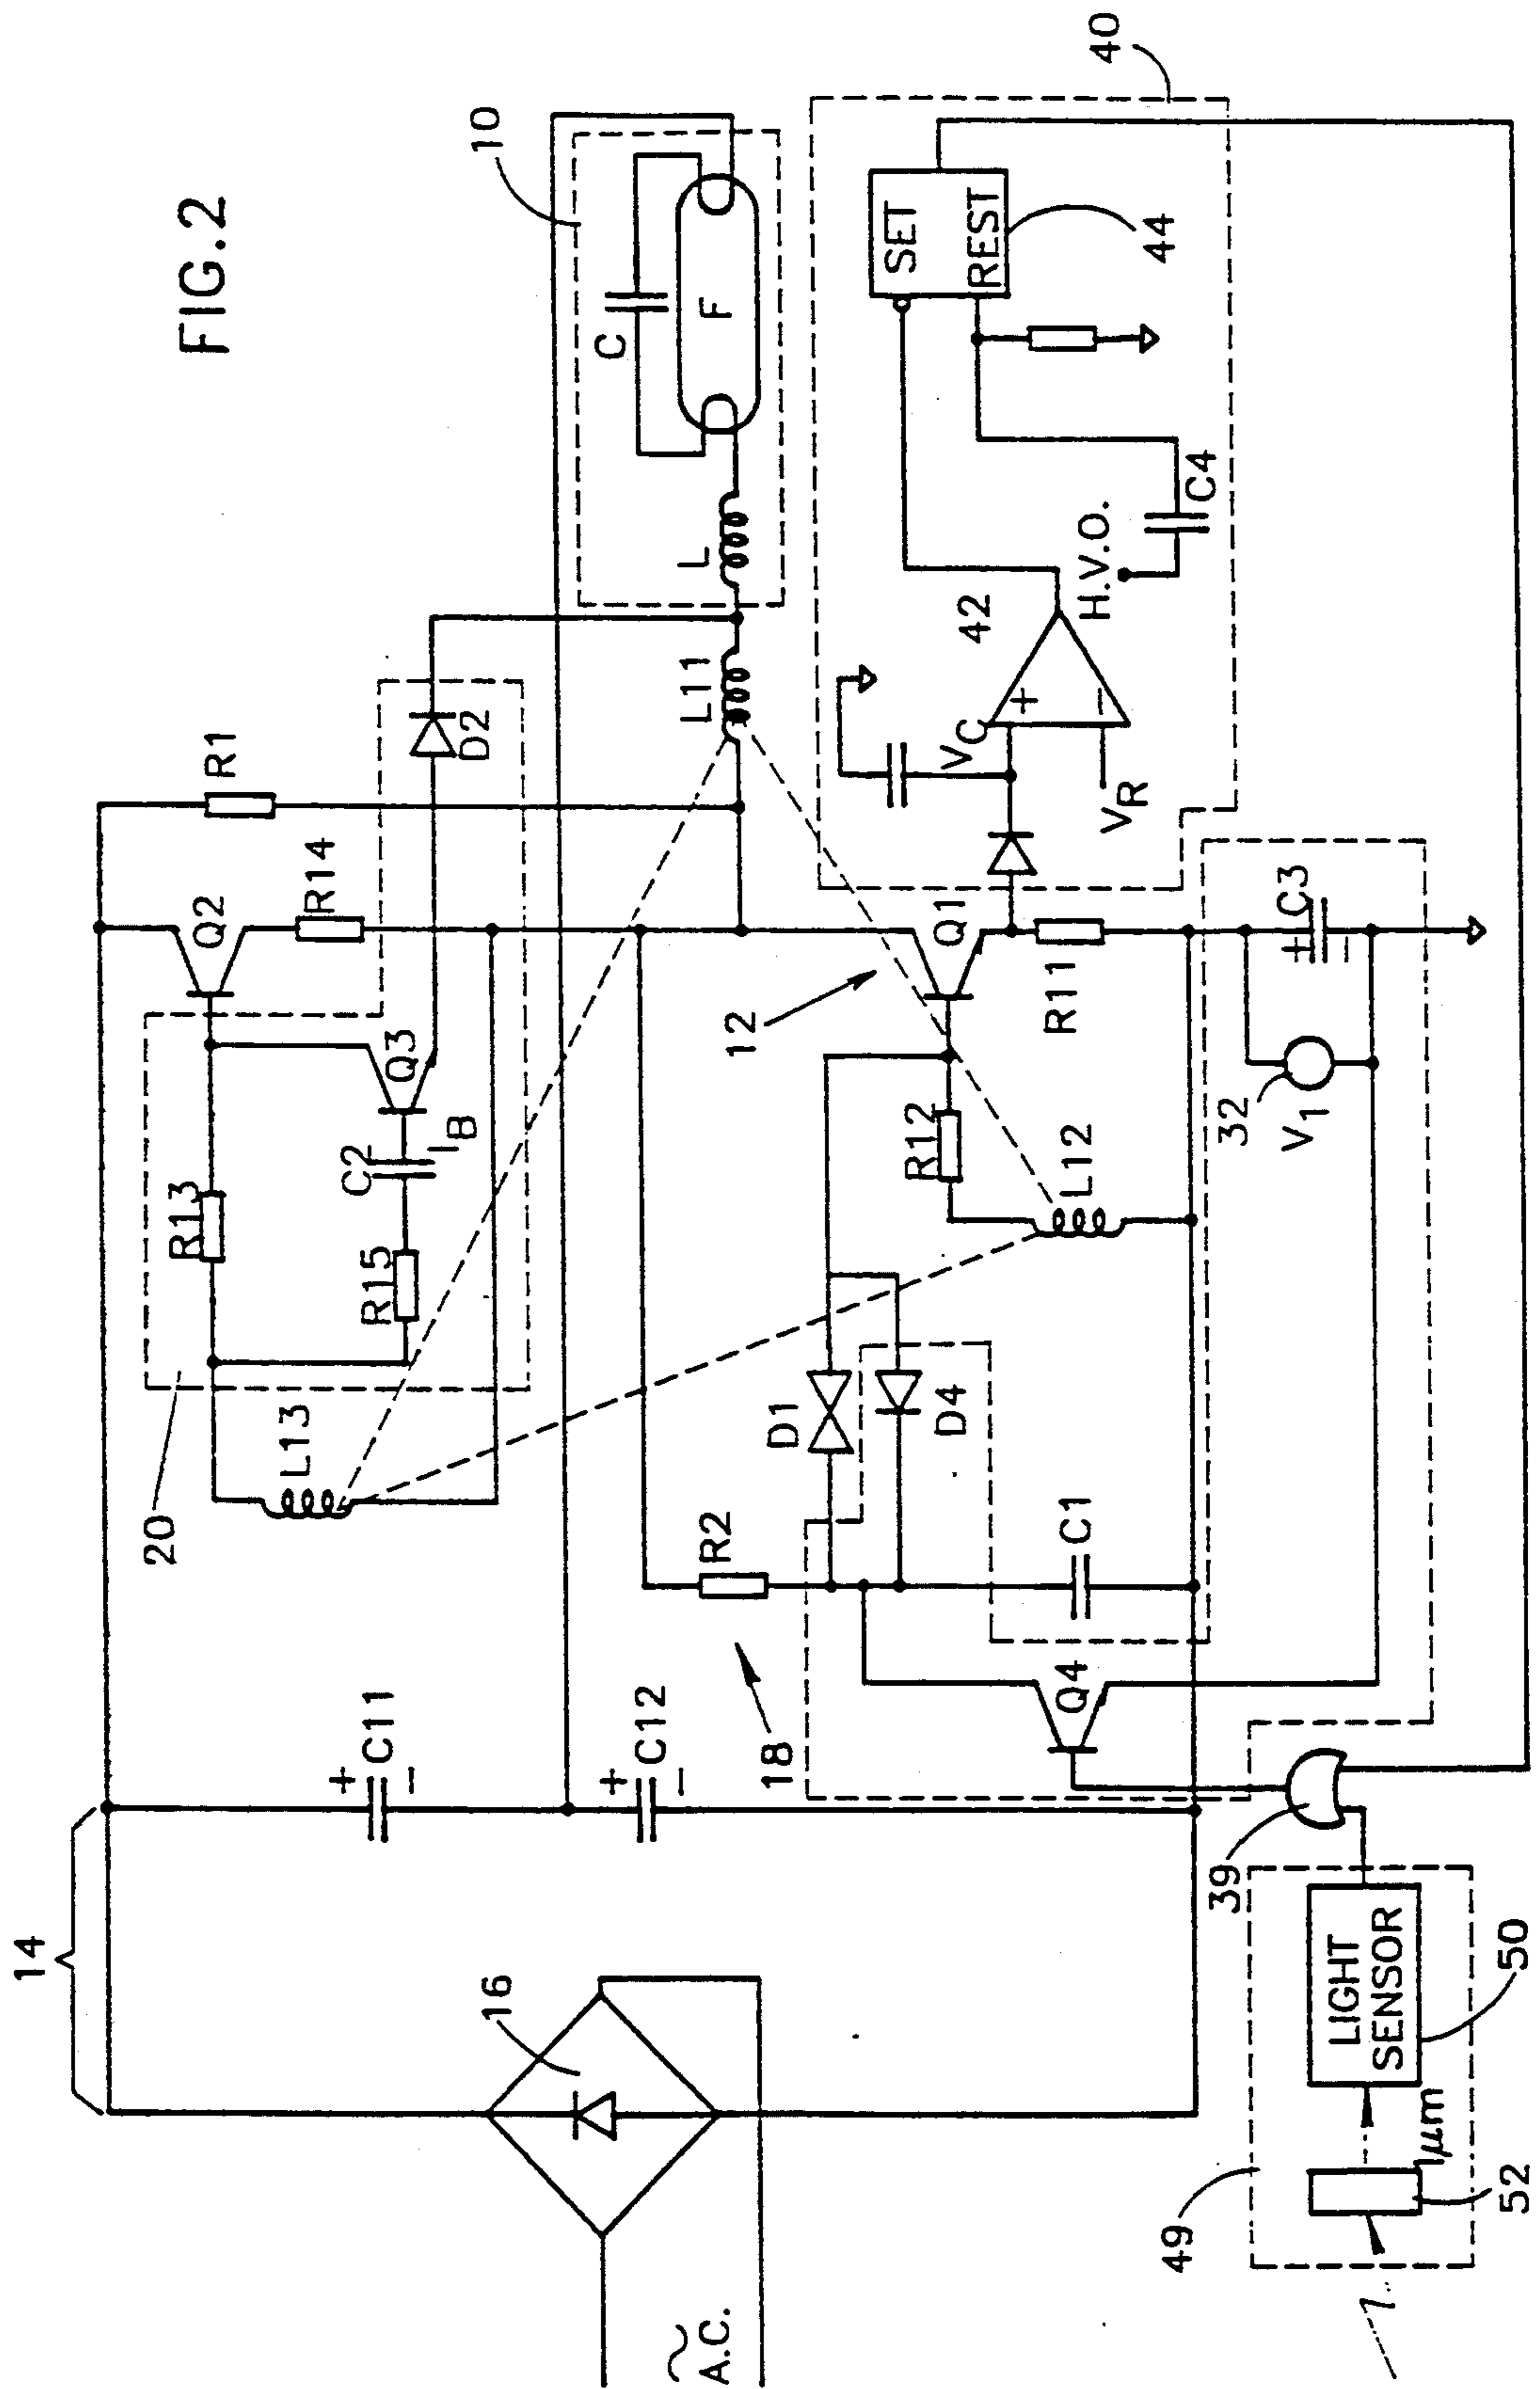 FIG.2
14
16
A.C.
C11
+
−
C12
+
−
18
20
L13
R13
R15
C2
I B
Q3
Q2
R14
R1
D2
L11
L
10
C
F
R2
D1
D4
C1
12
R12
L12
Q1
R11
Q4
32
V1
+
C3
−
40
VC
VR
+
−
42
H.V.O.
C4
SET
REST
44
39
49
LIGHT
SENSOR
50
52
1μm